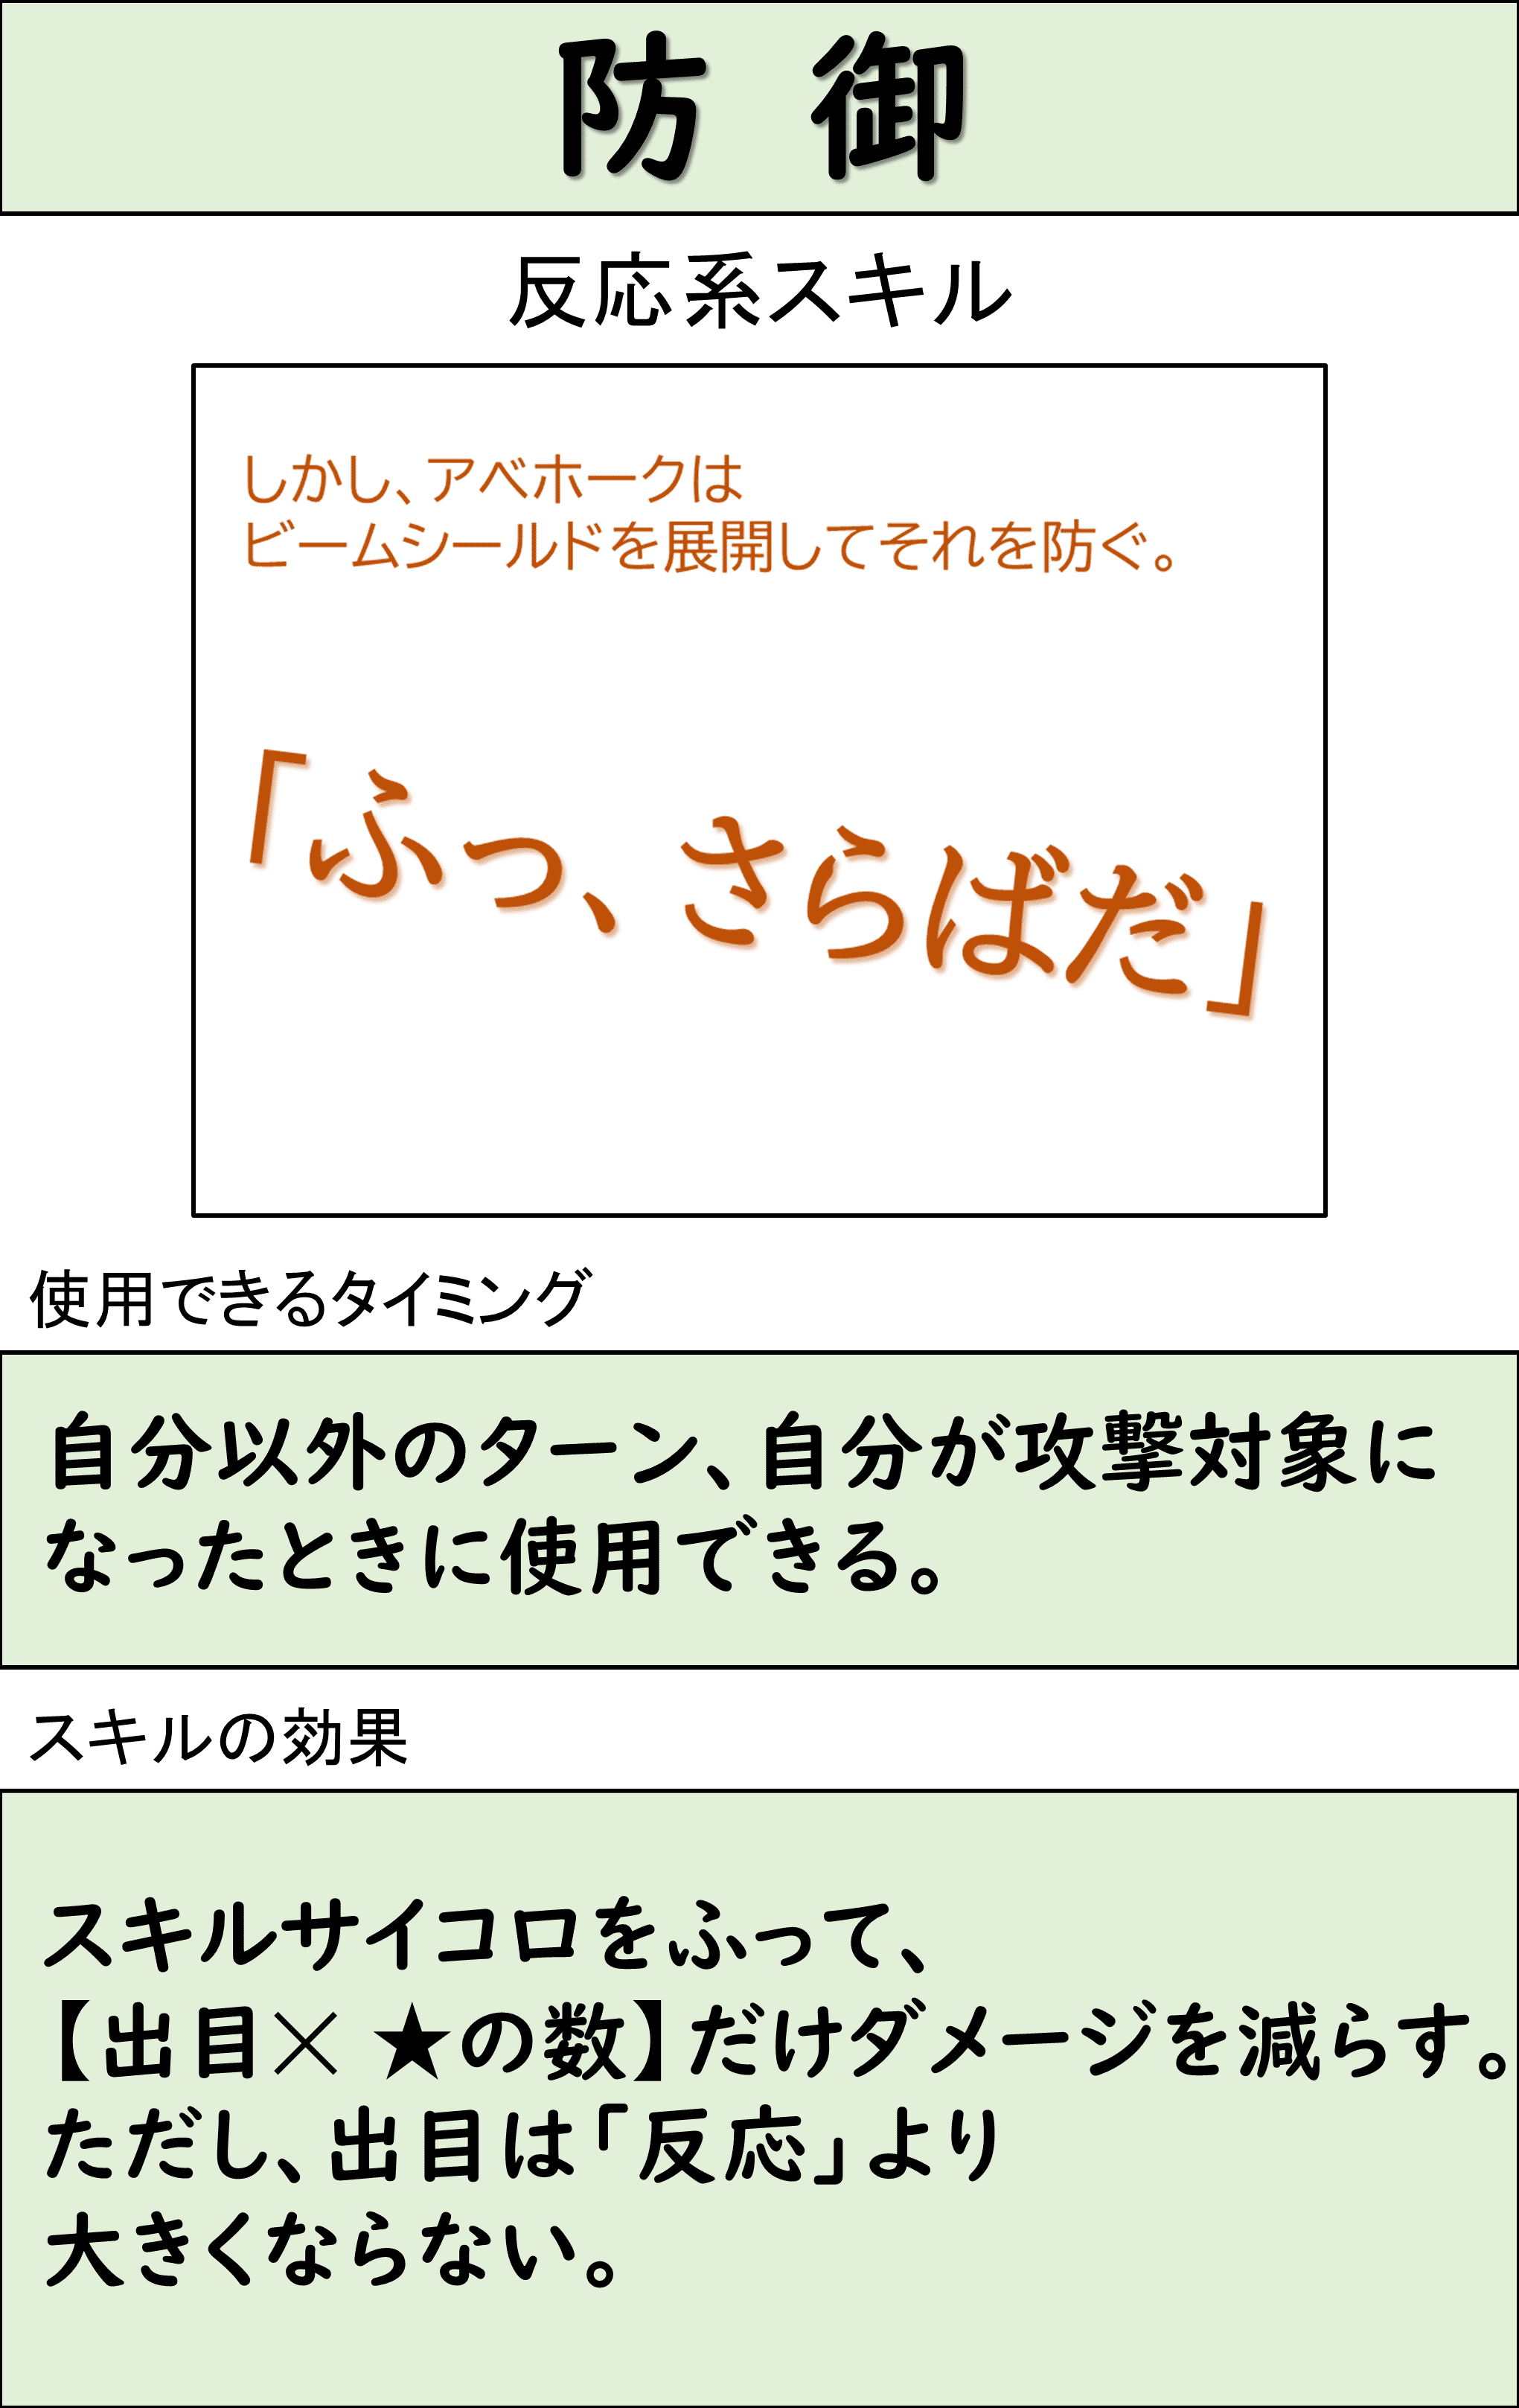 防御
反応系スキル
しかし、アベホークは
ビームシールドを展開してそれを防ぐ。
「ふっ、さらばだ」
使用できるタイミング
自分以外のターン、自分が攻撃対象に
なったときに使用できる。
スキルの効果
スキルサイコロをふって、
【出目×★の数】だけダメージを減らす。
ただし、出目は「反応」より
大きくならない。